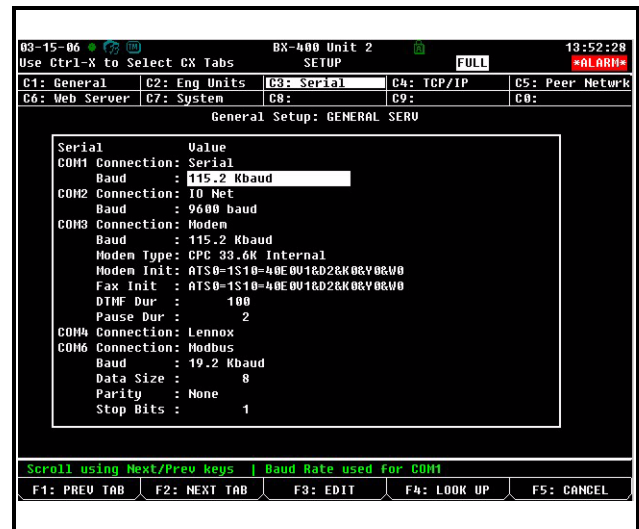 03-15-06 TM BX-400 Unit 2 A 13:52:28
Use Ctrl-X to Select CX Tabs SETUP FULL *ALARM*
C1: General C2: Eng Units C3: Serial C4: TCP/IP C5: Peer Netwrk
C6: Web Server C7: System C8: C9: C0:
General Setup: GENERAL SERV
Serial Value
COM1 Connection: Serial
Baud : 115.2 Kbaud
COM2 Connection: IO Net
Baud : 9600 baud
COM3 Connection: Modem
Baud : 115.2 Kbaud
Modem Type: CPC 33.6K Internal
Modem Init: ATS0=1S10=40E0V1&D2&K0&Y0&W0
Fax Init : ATS0=1S10=40E0V1&D2&K0&Y0&W0
DTMF Dur : 100
Pause Dur : 2
COM4 Connection: Lennox
COM6 Connection: Modbus
Baud : 19.2 Kbaud
Data Size : 8
Parity : None
Stop Bits : 1
Scroll using Next/Prev keys | Baud Rate used for COM1
F1: PREV TAB F2: NEXT TAB F3: EDIT F4: LOOK UP F5: CANCEL